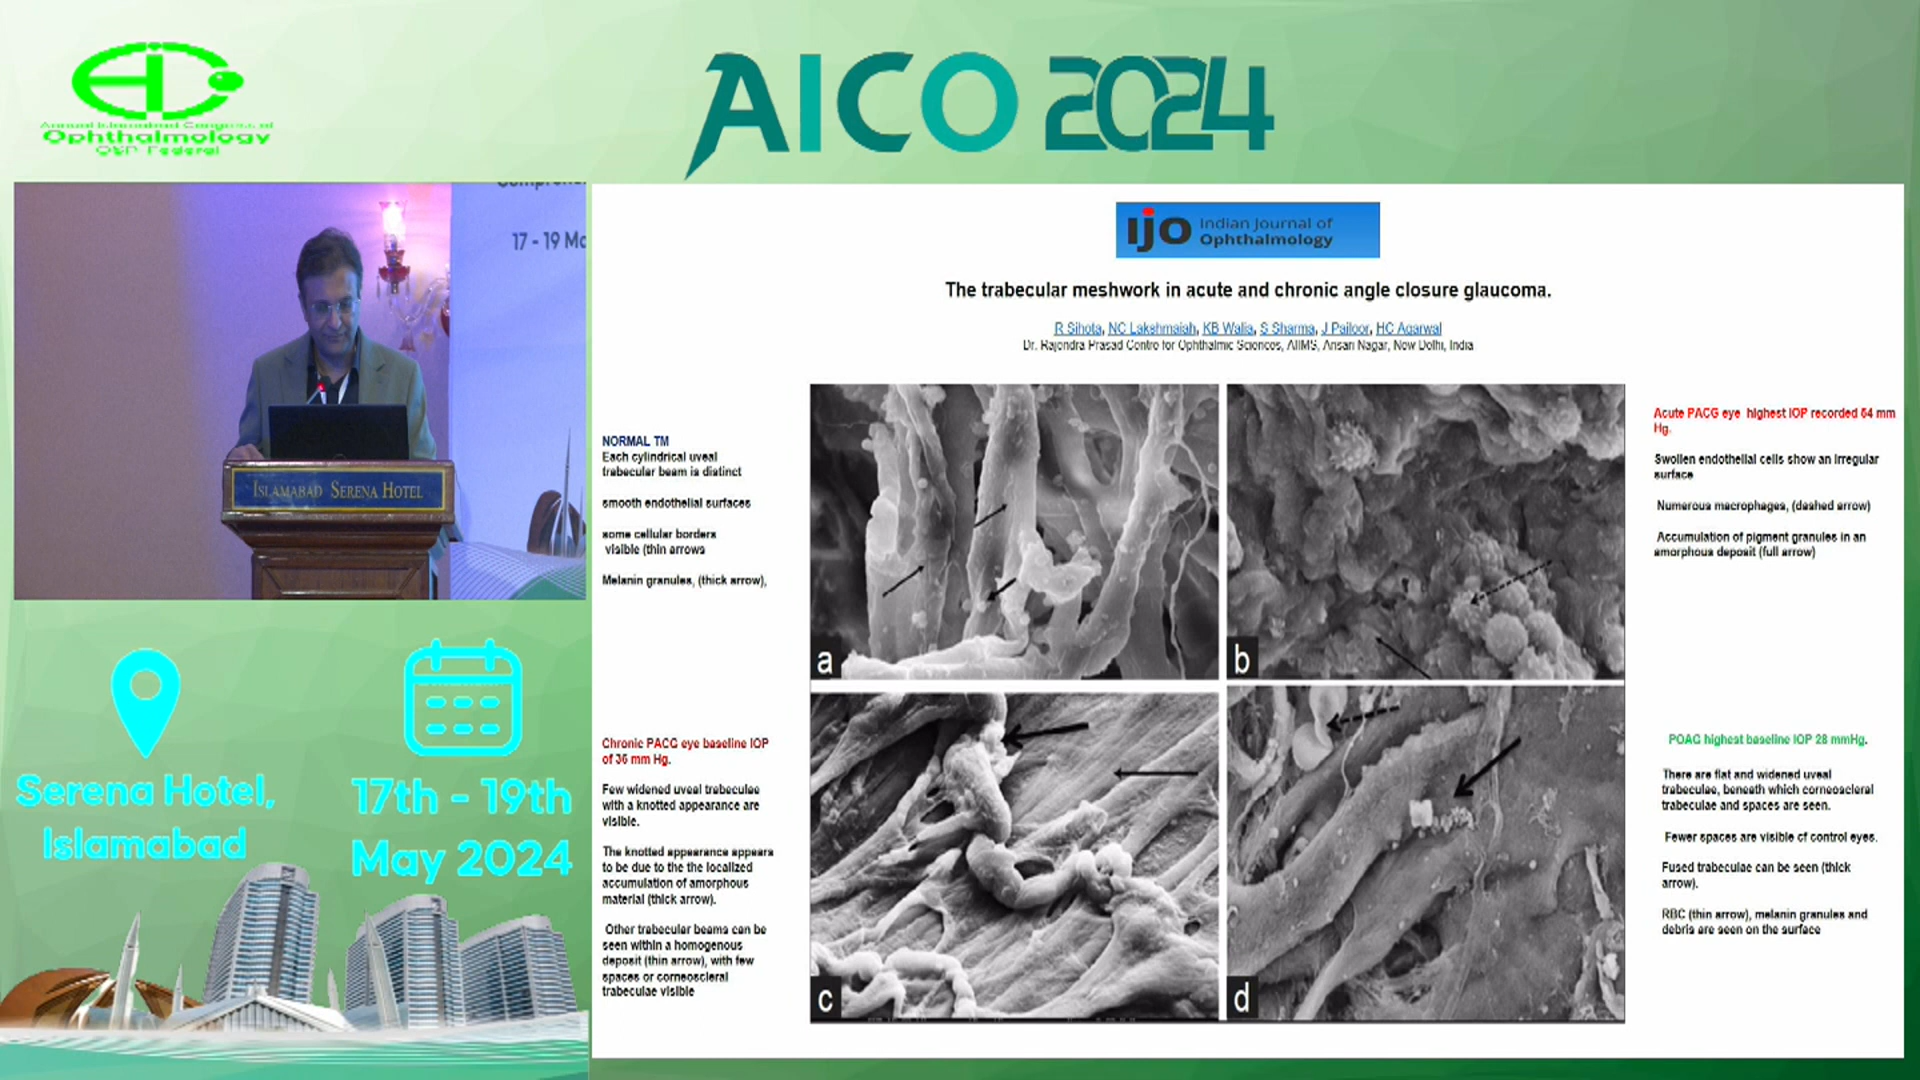 Annual Islamabad Congress of
Ophthalmology
OSP Federal
AICO 2024
17 - 19 Ma
ISLAMABAD SERENA HOTEL
Serena Hotel,
Islamabad
17th - 19th
May 2024
ijo Indian Journal of
Ophthalmology
The trabecular meshwork in acute and chronic angle closure glaucoma.
R Sihota, NC Lakshmaiah, KB Walia, S Sharma, J Pailoor, HC Agarwal
Dr. Rajendra Prasad Centre for Ophthalmic Sciences, AIIMS, Ansari Nagar, New Delhi, India
NORMAL TM
Each cylindrical uveal
trabecular beam is distinct
smooth endothelial surfaces
some cellular borders
visible (thin arrows
Melanin granules, (thick arrow),
a
b
Acute PACG eye highest IOP recorded 64 mm
Hg.
Swollen endothelial cells show an irregular
surface
Numerous macrophages, (dashed arrow)
Accumulation of pigment granules in an
amorphous deposit (full arrow)
Chronic PACG eye baseline IOP
of 36 mm Hg.
Few widened uveal trabeculae
with a knotted appearance are
visible.
The knotted appearance appears
to be due to the the localized
accumulation of amorphous
material (thick arrow).
Other trabecular beams can be
seen within a homogenous
deposit (thin arrow), with few
spaces or corneoscleral
trabeculae visible
c
d
POAG highest baseline IOP 28 mmHg.
There are flat and widened uveal
trabeculae, beneath which corneoscleral
trabeculae and spaces are seen.
Fewer spaces are visible cf control eyes.
Fused trabeculae can be seen (thick
arrow).
RBC (thin arrow), melanin granules and
debris are seen on the surface